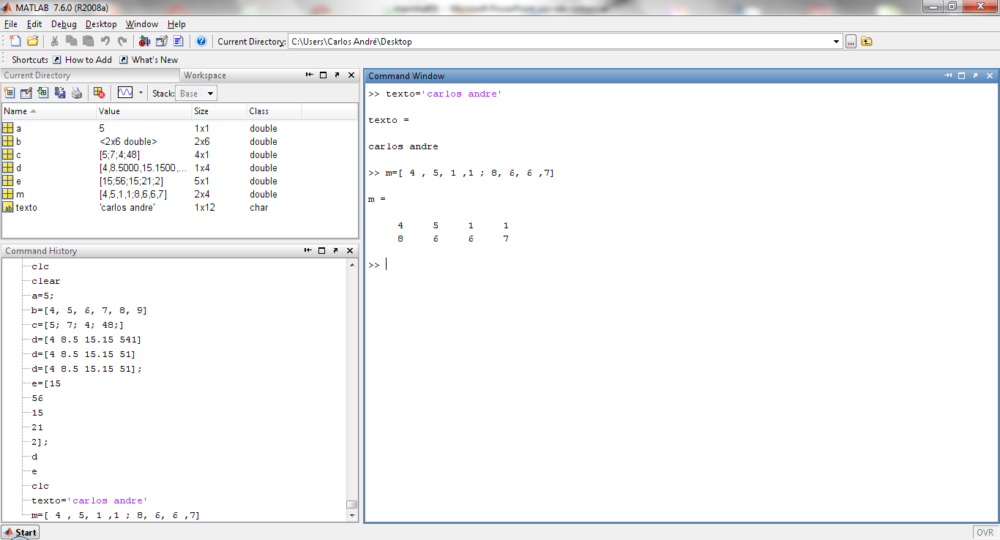 MATLAB 7.6.0 (R2008a)
File Edit Debug Desktop Window Help
Current Directory: C:\Users\Carlos André\Desktop
...
Shortcuts How to Add What's New
Current Directory Workspace
Stack: Base
Name Value Size Class
a 5 1x1 double
b <2x6 double> 2x6 double
c [5;7;4;48] 4x1 double
d [4,8.5000,15.1500,... 1x4 double
e [15;56;15;21;2] 5x1 double
m [4,5,1,1;8,6,6,7] 2x4 double
ab texto 'carlos andre' 1x12 char
Command History
clc
clear
a=5;
b=[4, 5, 6, 7, 8, 9]
c=[5; 7; 4; 48;]
d=[4 8.5 15.15 541]
d=[4 8.5 15.15 51]
d=[4 8.5 15.15 51];
e=[15
56
15
21
2];
d
e
clc
texto='carlos andre'
m=[ 4 , 5, 1 ,1 ; 8, 6, 6 ,7]
Command Window
>> texto='carlos andre'
texto =
carlos andre
>> m=[ 4 , 5, 1 ,1 ; 8, 6, 6 ,7]
m =
4 5 1 1
8 6 6 7
>>
Start
OVR